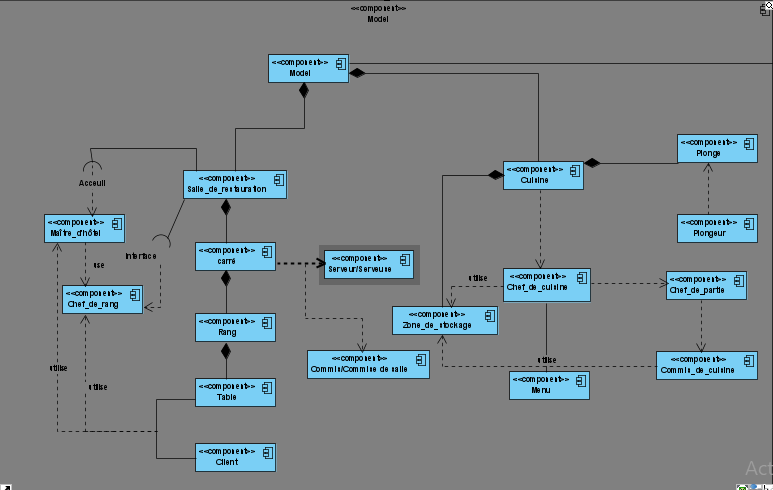 <<component>>
Model
<<component>>
Model
<<component>>
Plonge
<<component>>
Cuisine
Acceuil
<<component>>
Salle_de_restauration
<<component>>
Maître_d'hôtel
<<component>>
Plongeur
<<component>>
carré
interface
<<component>>
Serveur/Serveuse
use
utilise
<<component>>
Chef_de_cuisine
<<component>>
Chef_de_partie
<<component>>
Chef_de_rang
<<component>>
Zone_de_stockage
<<component>>
Rang
utilise
utilise
utilise
<<component>>
Commis/Commise de salle
<<component>>
Commis_de_cuisine
<<component>>
Menu
<<component>>
Table
<<component>>
Client
Act